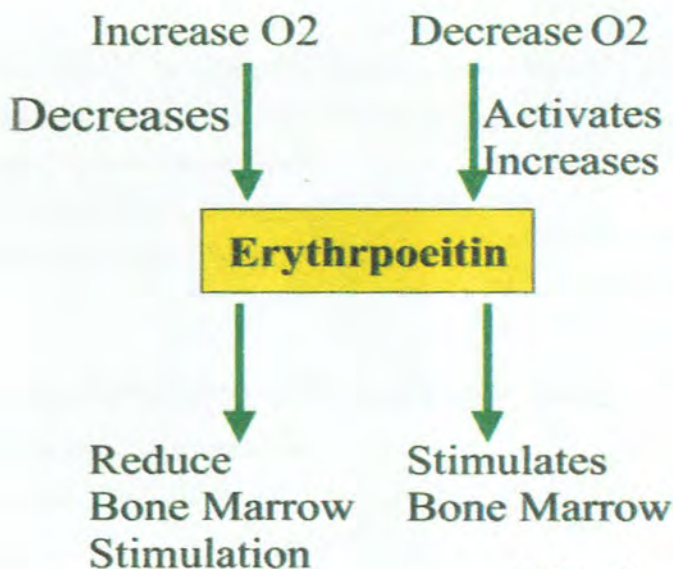 Increase O2
Decrease O2
Decreases
Activates
Increases
Erythrpoeitin
Reduce
Bone Marrow
Stimulation
Stimulates
Bone Marrow